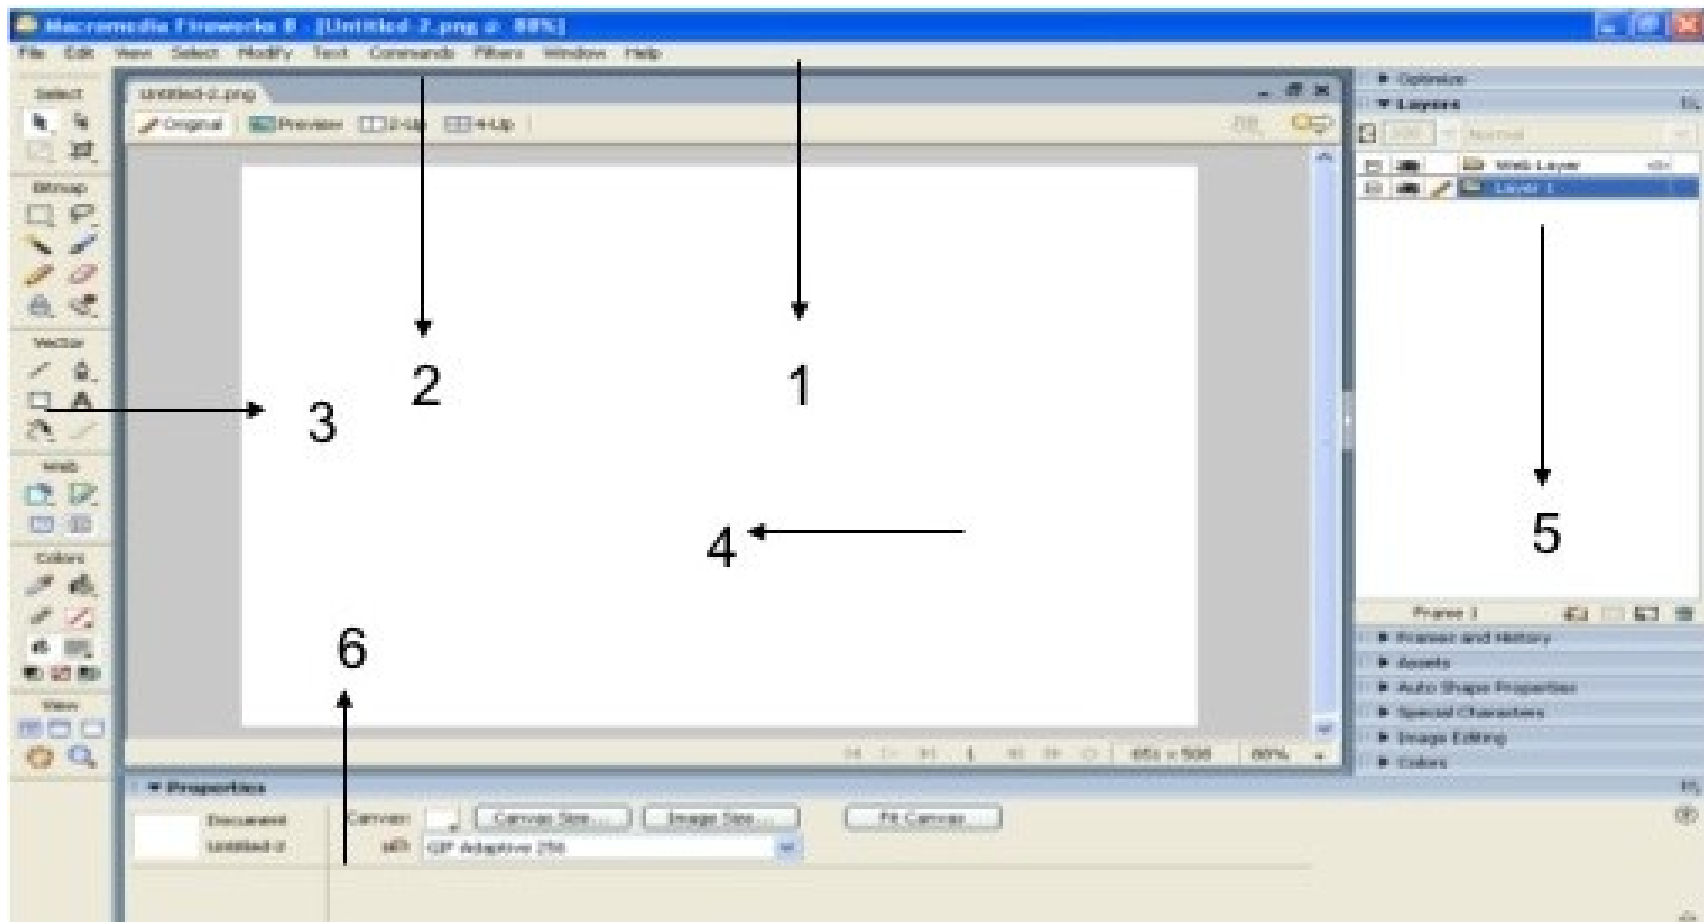 Macromedia Fireworks 8 - [Untitled-2.png @ 88%]
File Edit View Select Modify Text Commands Filters Window Help
Select
Untitled-2.png
Original Preview 2-Up 4-Up
Optimize
Layers
Normal
Web Layer
Layer 1
Bitmap
Vector
Web
Colors
View
1
2
3
4
5
6
Frame 1
Frames and History
Assets
Auto Shape Properties
Special Characters
Image Editing
Colors
88%
Properties
Document
Untitled-2
Canvas: Canvas Size... Image Size... Fit Canvas
GIF Adaptive 256